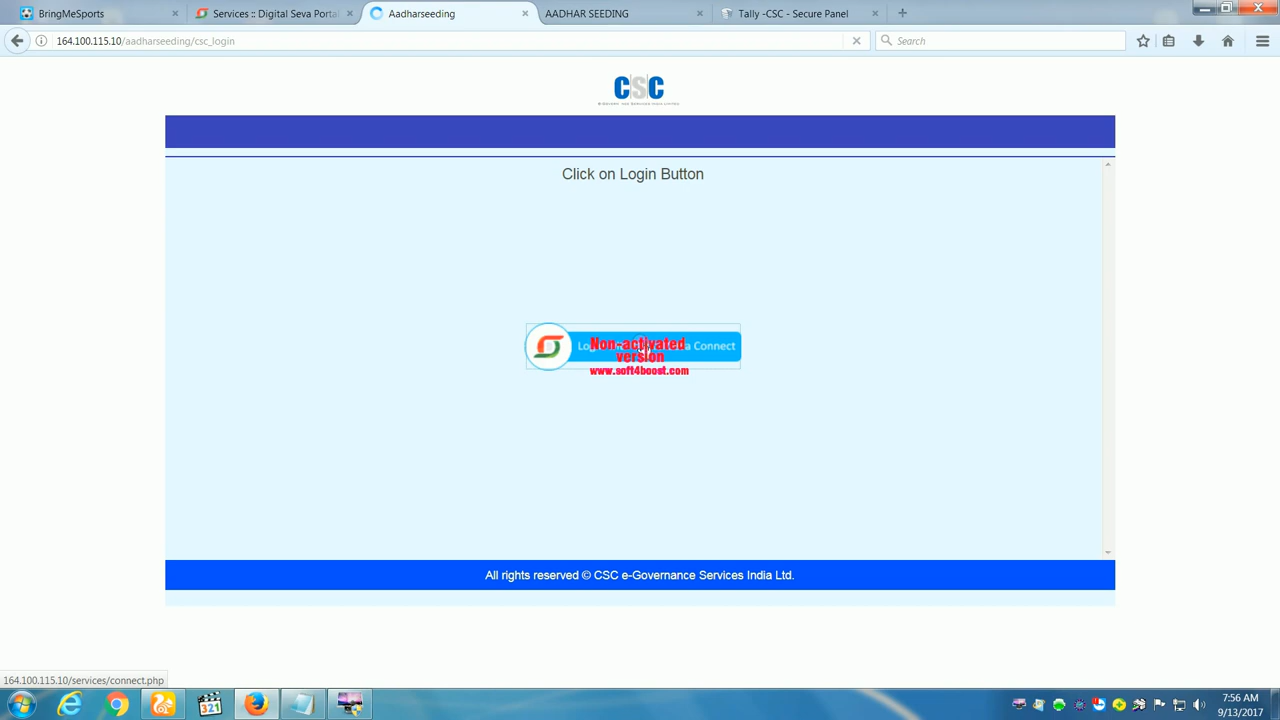 BringMeSports
Services :: Digital Seva Portal
Aadharseeding
AADHAR SEEDING
Tally -CSC - Secure Panel
164.100.115.10/aadharseeding/csc_login
Search
CSC
Click on Login Button
Connect
Non-activated
version
www.soft4boost.com
All rights reserved © CSC e-Governance Services India Ltd.
164.100.115.10/services/connect.php
321
7:56 AM
9/13/2017